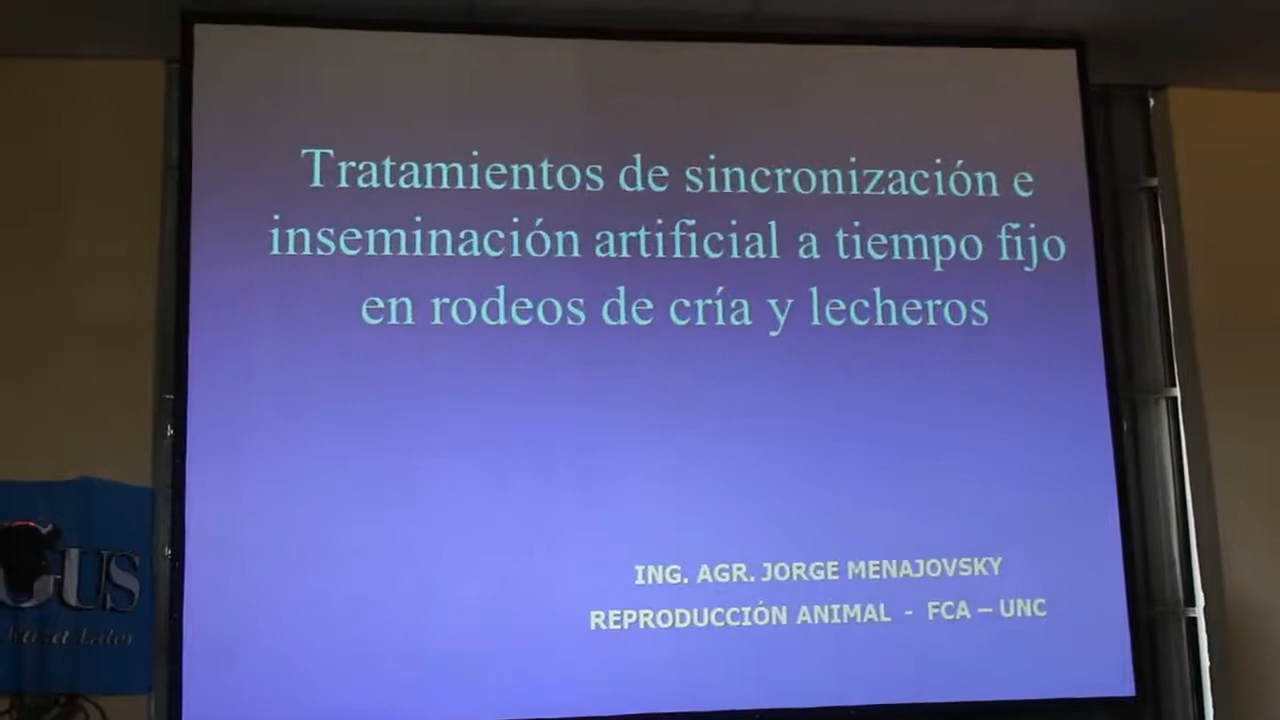 Tratamientos de sincronización e
inseminación artificial a tiempo fijo
en rodeos de cría y lecheros
ING. AGR. JORGE MENAJOVSKY
REPRODUCCIÓN ANIMAL - FCA – UNC
GUS